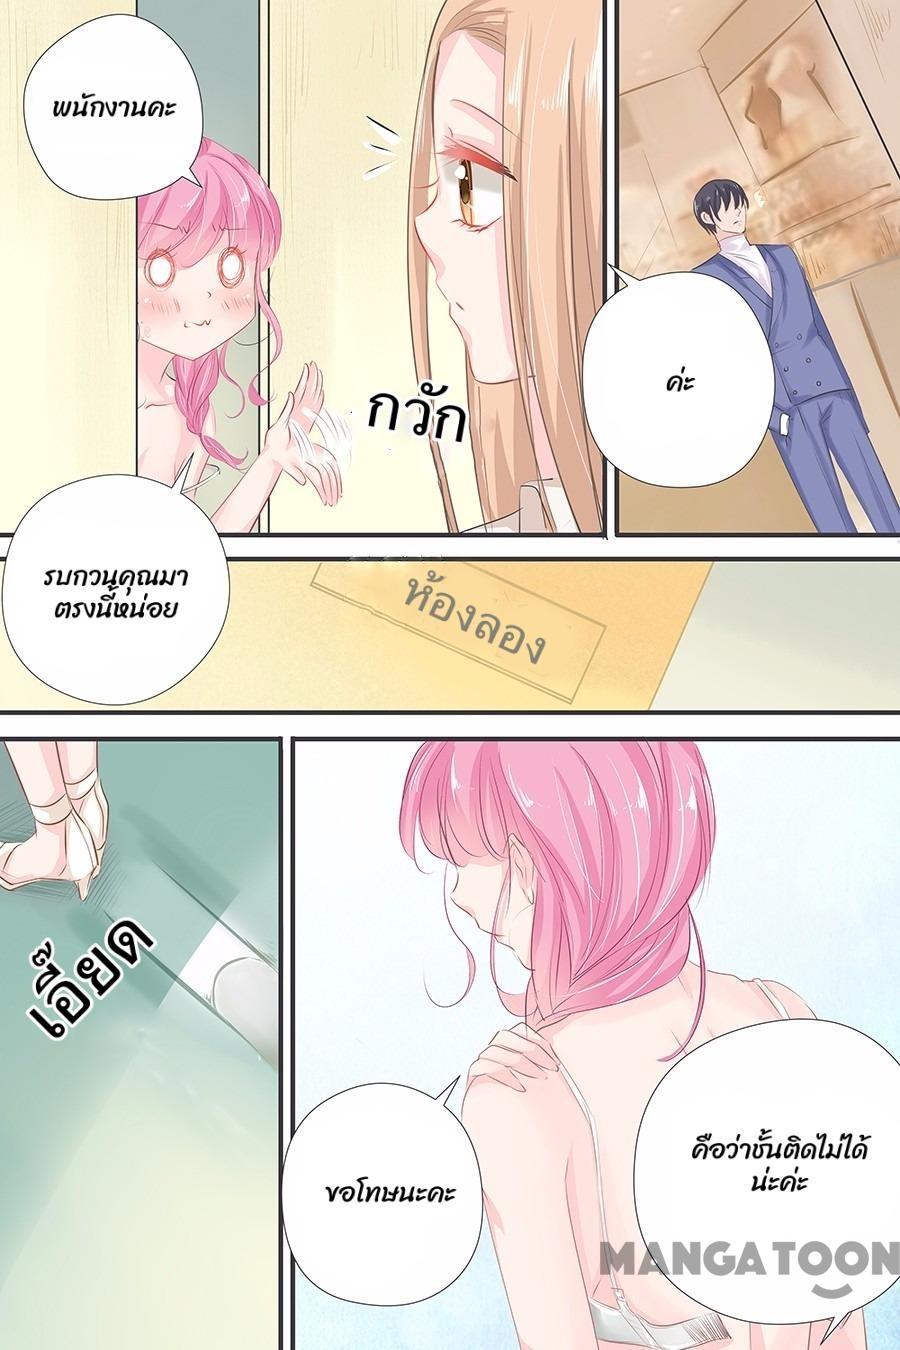 พนักงานคะ
ค่ะ
กวัก
รบกวนคุณมา
ตรงนี้หน่อย
ห้องลอง
เอี๊ยด
ขอโทษนะคะ
คือว่าชั้นติดไม่ได้
น่ะค่ะ
MANGATOON